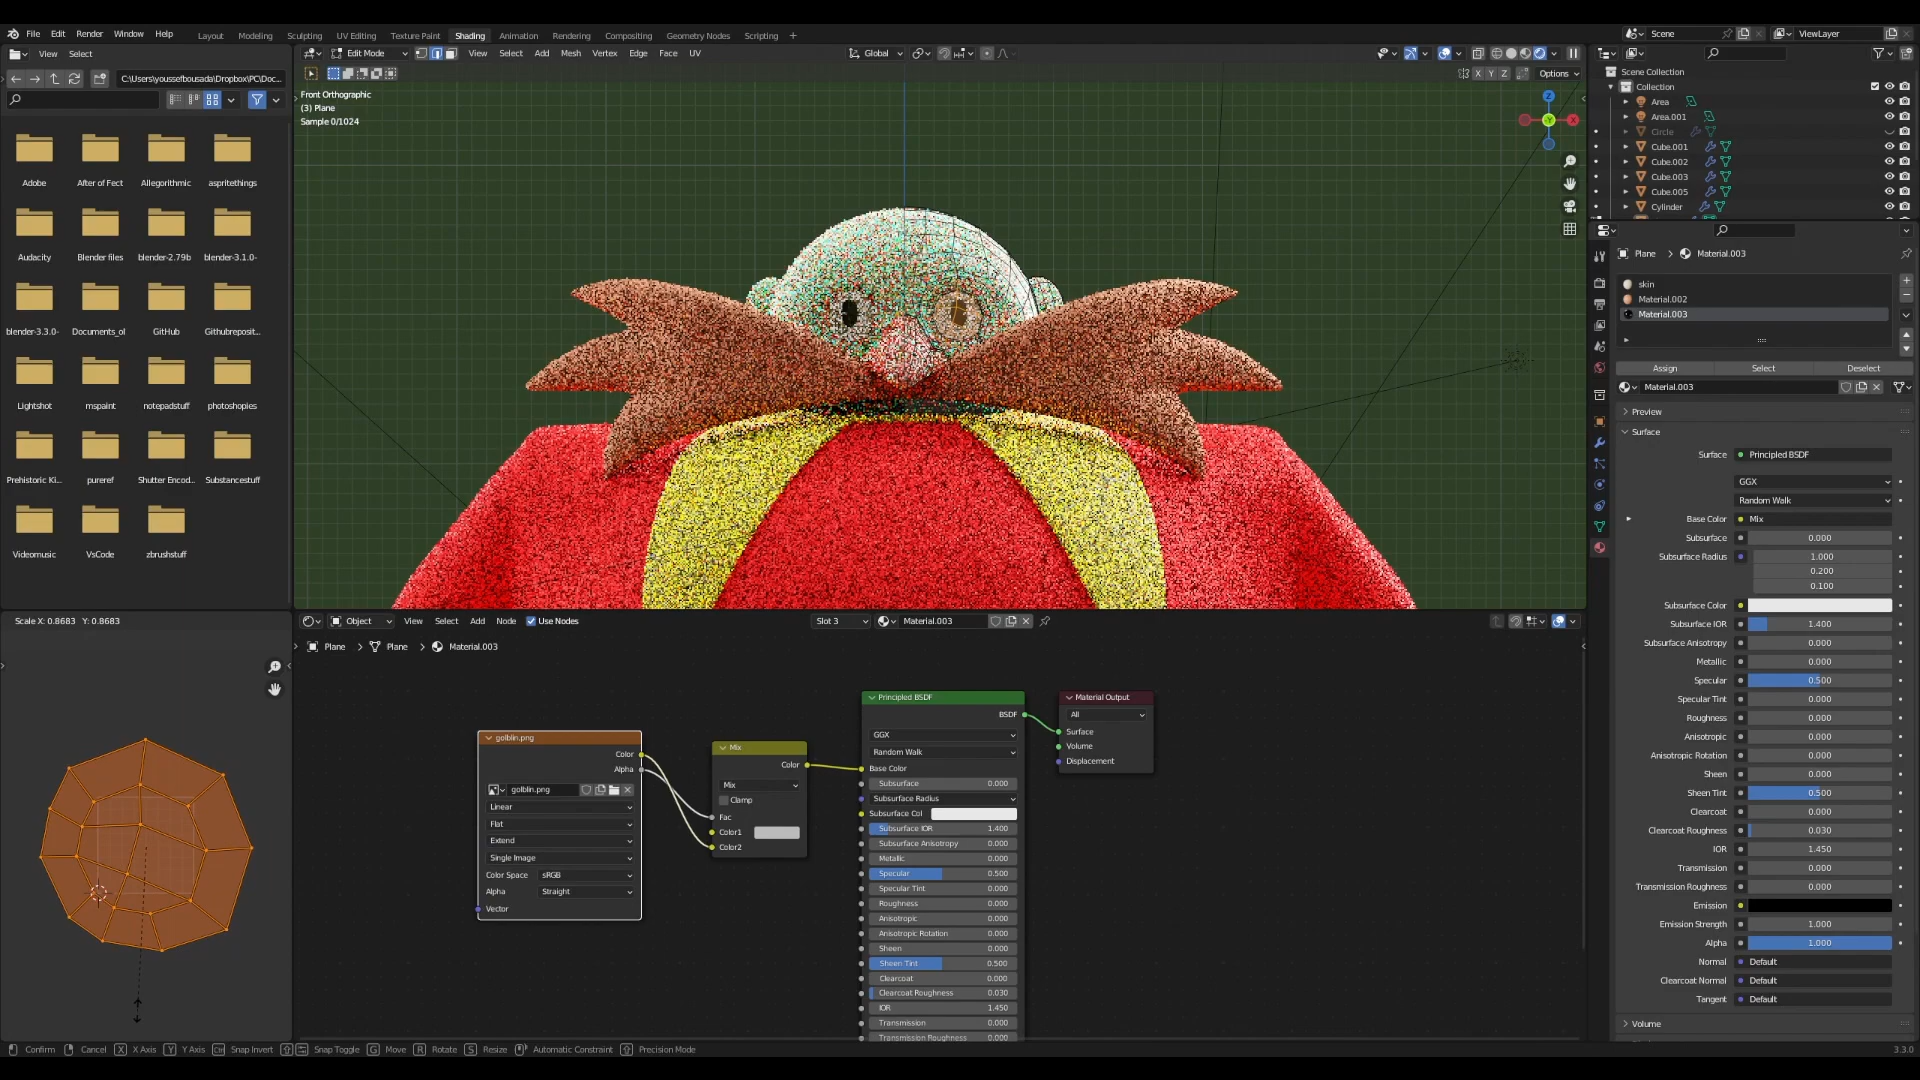 File Edit Render Window Help Layout Modeling Sculpting UV Editing Texture Paint Shading Animation Rendering Compositing Geometry Nodes Scripting + Scene ViewLayer
View Select Edit Mode View Select Add Mesh Vertex Edge Face UV Global
C:\Users\youssefbousada\Dropbox\PC\Doc... X Y Z Options
Front Orthographic
(3) Plane
Sample 0/1024
Z
Y
X
Adobe After of Fect Allegorithmic aspritethings
Audacity Blender files blender-2.79b blender-3.1.0-
blender-3.3.0- Documents_ol GitHub Githubreposit...
Lightshot mspaint notepadstuff photoshopies
Prehistoric Ki... pureref Shutter Encod... Substancestuff
Videomusic VsCode zbrushstuff
Scene Collection
Collection
Area
Area.001
Circle
Cube.001
Cube.002
Cube.003
Cube.005
Cylinder
Plane Material.003
skin
Material.002
Material.003
Assign Select Deselect
Material.003
Preview
Surface
Surface Principled BSDF
GGX
Random Walk
Base Color Mix
Subsurface 0.000
Subsurface Radius 1.000
0.200
0.100
Subsurface Color
Subsurface IOR 1.400
Subsurface Anisotropy 0.000
Metallic 0.000
Specular 0.500
Specular Tint 0.000
Roughness 0.000
Anisotropic 0.000
Anisotropic Rotation 0.000
Sheen 0.000
Sheen Tint 0.500
Clearcoat 0.000
Clearcoat Roughness 0.030
IOR 1.450
Transmission 0.000
Transmission Roughness 0.000
Emission
Emission Strength 1.000
Alpha 1.000
Normal Default
Clearcoat Normal Default
Tangent Default
Volume
Scale X: 0.8683 Y: 0.8683
Object View Select Add Node Use Nodes Slot 3 Material.003
Plane Plane Material.003
golblin.png
Color
Alpha
golblin.png
Linear
Flat
Extend
Single Image
Color Space sRGB
Alpha Straight
Vector
Mix
Color
Mix
Clamp
Fac
Color1
Color2
Principled BSDF
BSDF
GGX
Random Walk
Base Color
Subsurface 0.000
Subsurface Radius
Subsurface Col
Subsurface IOR 1.400
Subsurface Anisotropy 0.000
Metallic 0.000
Specular 0.500
Specular Tint 0.000
Roughness 0.000
Anisotropic 0.000
Anisotropic Rotation 0.000
Sheen 0.000
Sheen Tint 0.500
Clearcoat 0.000
Clearcoat Roughness 0.030
IOR 1.450
Transmission 0.000
Transmission Roughness 0.000
Material Output
All
Surface
Volume
Displacement
Confirm Cancel X X Axis Y Y Axis Ctrl Snap Invert Snap Toggle G Move R Rotate S Resize Automatic Constraint Precision Mode 3.3.0